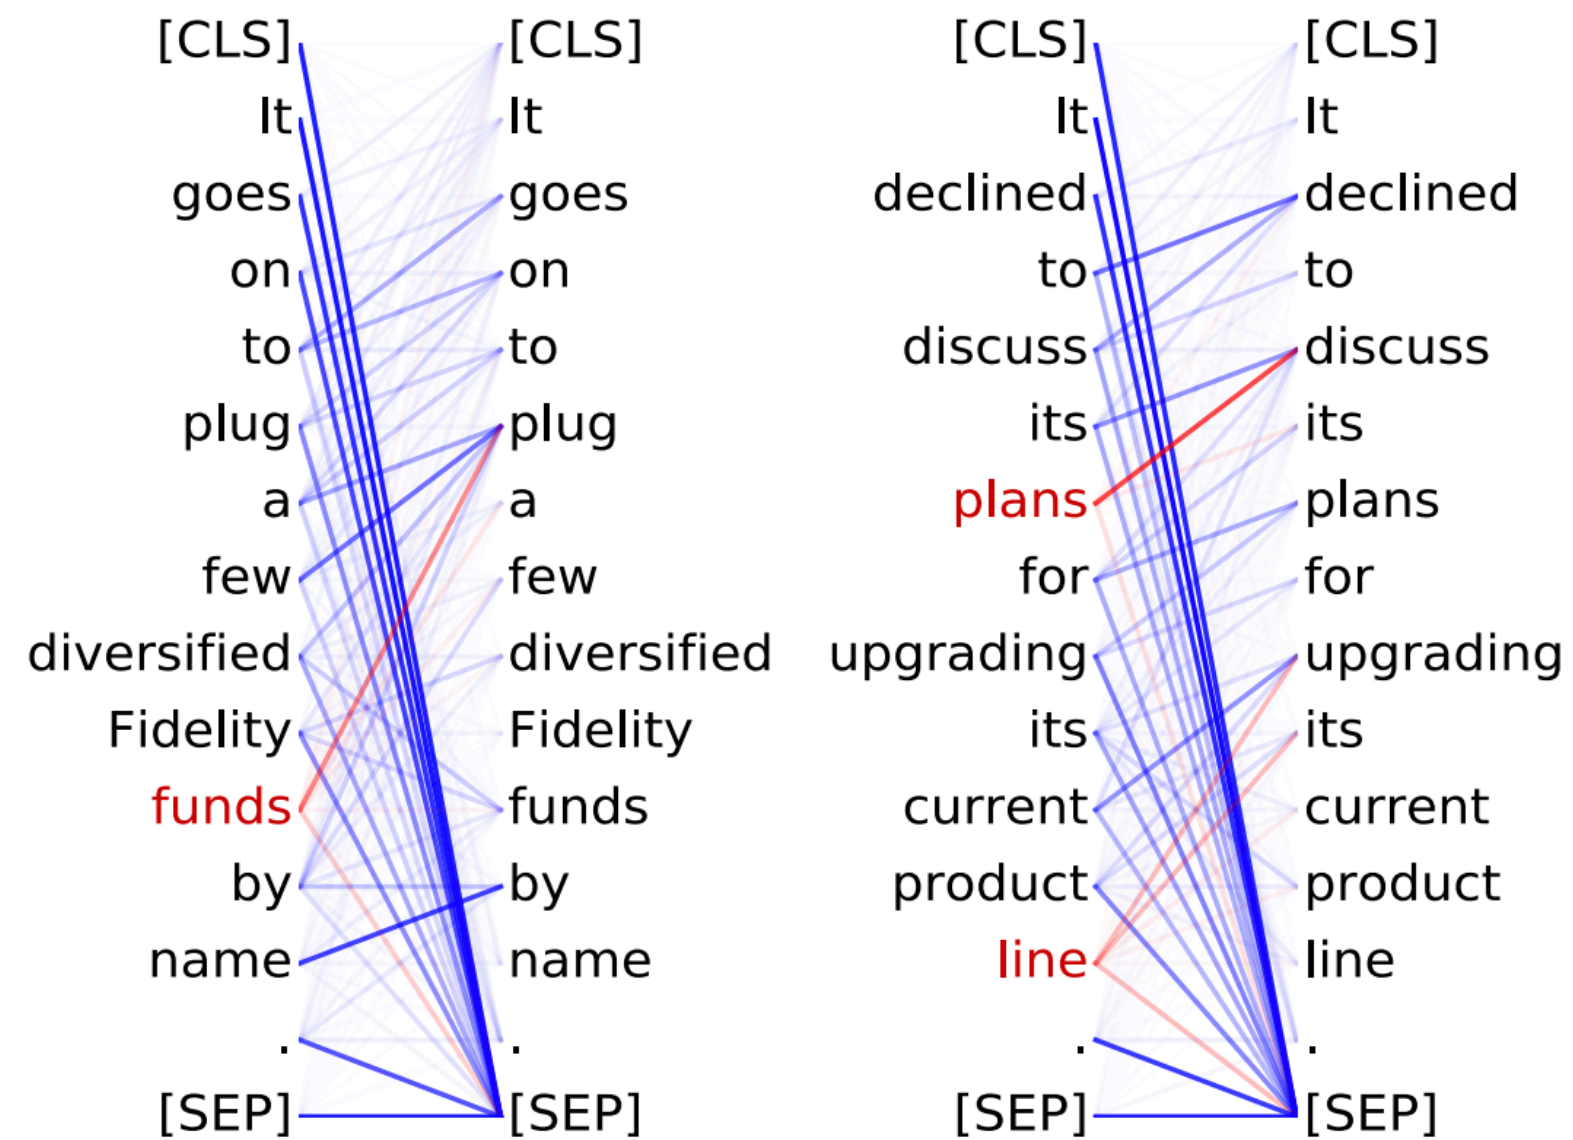 [CLS] [CLS] [CLS] [CLS]
It It It It
goes goes declined declined
on on to to
to to discuss discuss
plug plug its its
a a plans plans
few few for for
diversified diversified upgrading upgrading
Fidelity Fidelity its its
funds funds current current
by by product product
name name line line
. . . .
[SEP] [SEP] [SEP] [SEP]